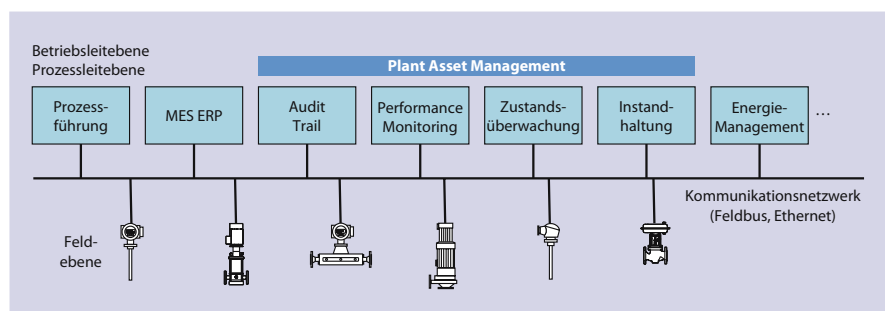 Betriebsleitebene
Prozessleitebene
Plant Asset Management
Prozess-
führung
MES ERP
Audit
Trail
Performance
Monitoring
Zustands-
überwachung
Instand-
haltung
Energie-
Management
...
Kommunikationsnetzwerk
(Feldbus, Ethernet)
Feld-
ebene